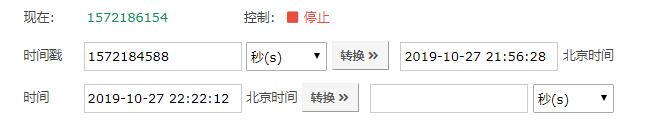 现在： 1572186154 控制： 停止
时间戳 1572184588 秒(s) 转换 » 2019-10-27 21:56:28 北京时间
时间 2019-10-27 22:22:12 北京时间 转换 » 秒(s)